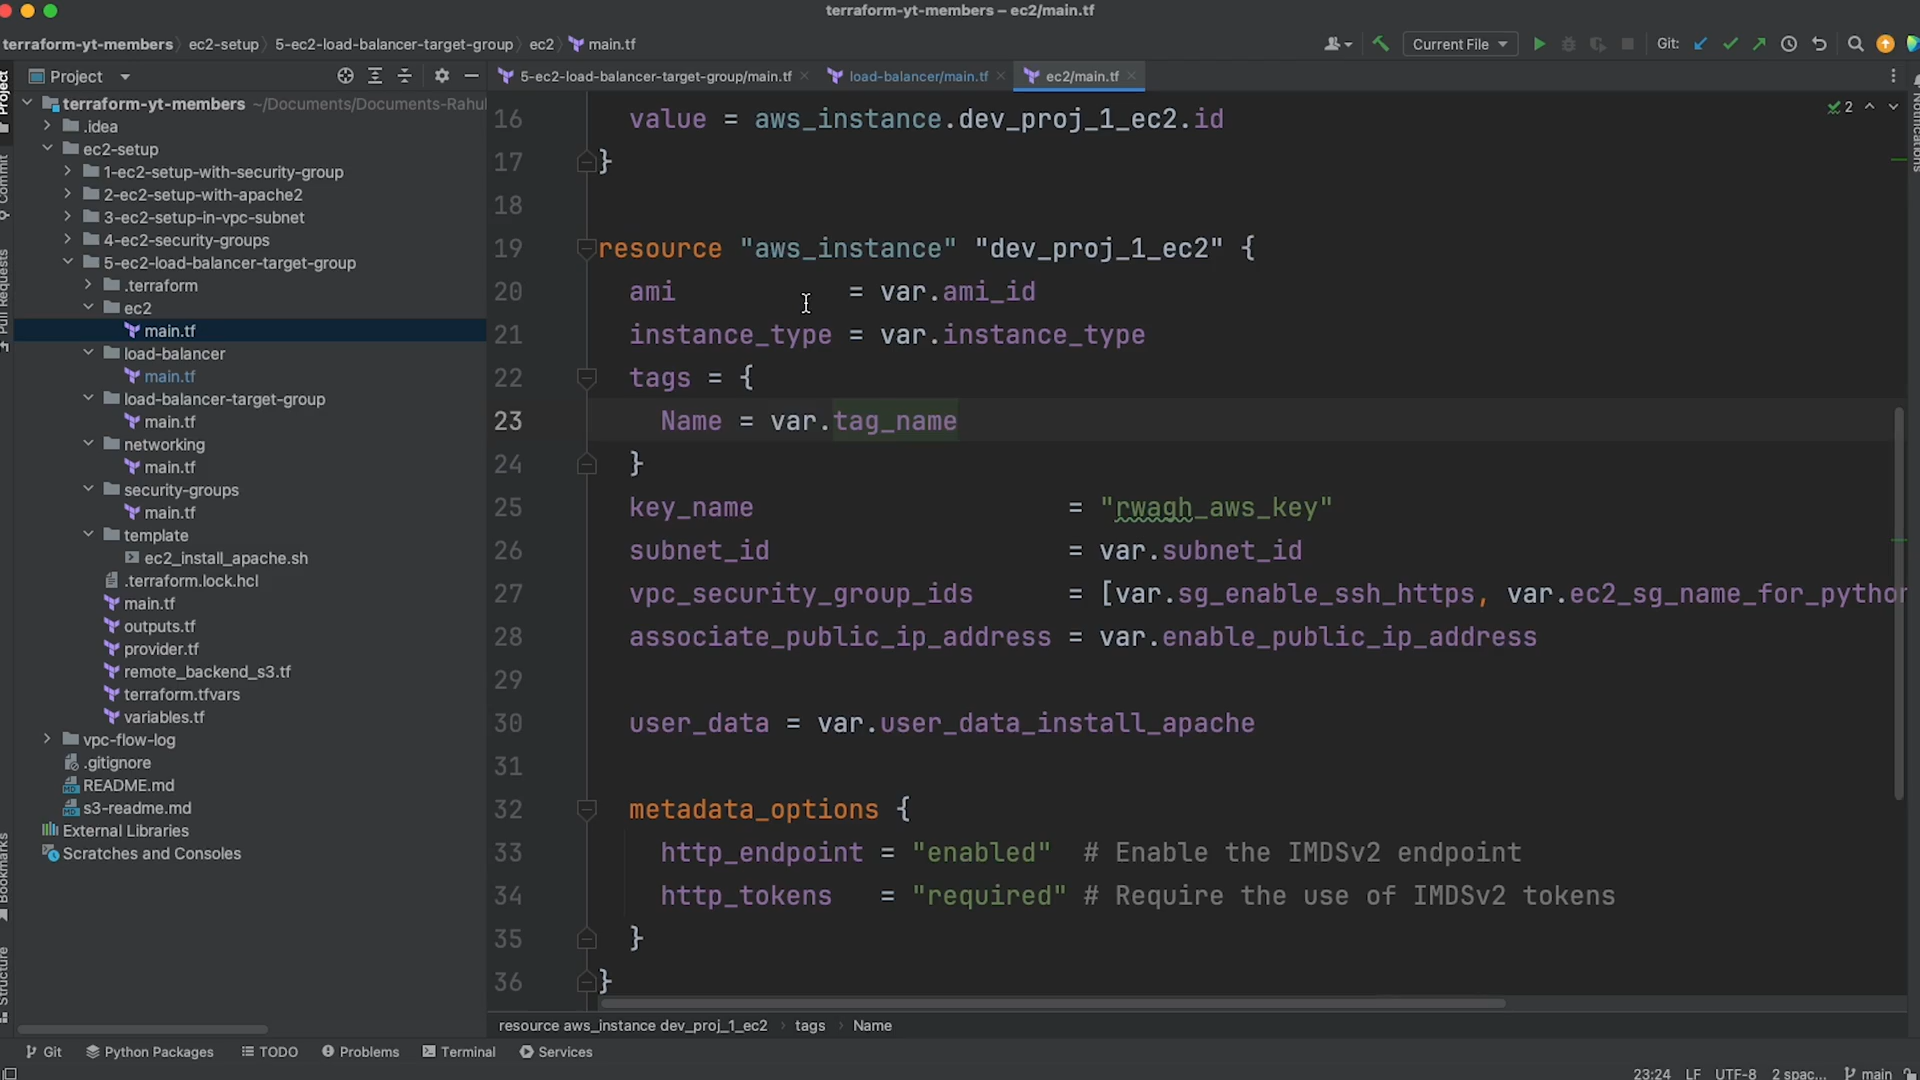 terraform-yt-members – ec2/main.tf
terraform-yt-members ec2-setup 5-ec2-load-balancer-target-group ec2 main.tf
Current File
Git:
Project
5-ec2-load-balancer-target-group/main.tf
load-balancer/main.tf
ec2/main.tf
Project
Commit
Pull Requests
Bookmarks
Structure
Notifications
terraform-yt-members ~/Documents/Documents-Rahul
.idea
ec2-setup
1-ec2-setup-with-security-group
2-ec2-setup-with-apache2
3-ec2-setup-in-vpc-subnet
4-ec2-security-groups
5-ec2-load-balancer-target-group
.terraform
ec2
main.tf
load-balancer
main.tf
load-balancer-target-group
main.tf
networking
main.tf
security-groups
main.tf
template
ec2_install_apache.sh
.terraform.lock.hcl
main.tf
outputs.tf
provider.tf
remote_backend_s3.tf
terraform.tfvars
variables.tf
vpc-flow-log
.gitignore
README.md
s3-readme.md
External Libraries
Scratches and Consoles
2
16 value = aws_instance.dev_proj_1_ec2.id
17 }
18
19 resource "aws_instance" "dev_proj_1_ec2" {
20 ami = var.ami_id
21 instance_type = var.instance_type
22 tags = {
23 Name = var.tag_name
24 }
25 key_name = "rwagh_aws_key"
26 subnet_id = var.subnet_id
27 vpc_security_group_ids = [var.sg_enable_ssh_https, var.ec2_sg_name_for_python
28 associate_public_ip_address = var.enable_public_ip_address
29
30 user_data = var.user_data_install_apache
31
32 metadata_options {
33 http_endpoint = "enabled" # Enable the IMDSv2 endpoint
34 http_tokens = "required" # Require the use of IMDSv2 tokens
35 }
36 }
resource aws_instance dev_proj_1_ec2 tags Name
Git Python Packages TODO Problems Terminal Services
23:24 LF UTF-8 2 spac... main